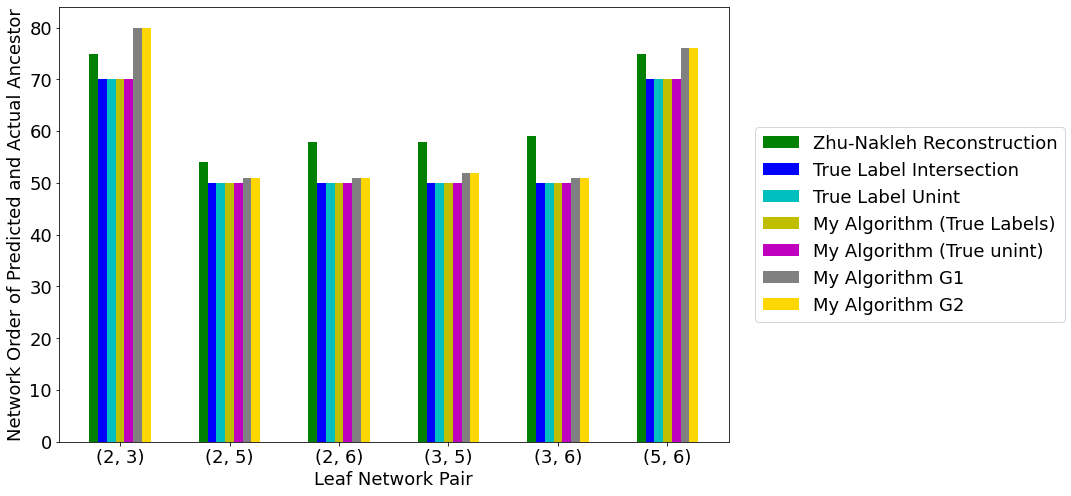 Network Order of Predicted and Actual Ancestor
80
70
60
50
40
30
20
10
0
(2, 3) (2, 5) (2, 6) (3, 5) (3, 6) (5, 6)
Leaf Network Pair
Zhu-Nakleh Reconstruction
True Label Intersection
True Label Unint
My Algorithm (True Labels)
My Algorithm (True unint)
My Algorithm G1
My Algorithm G2